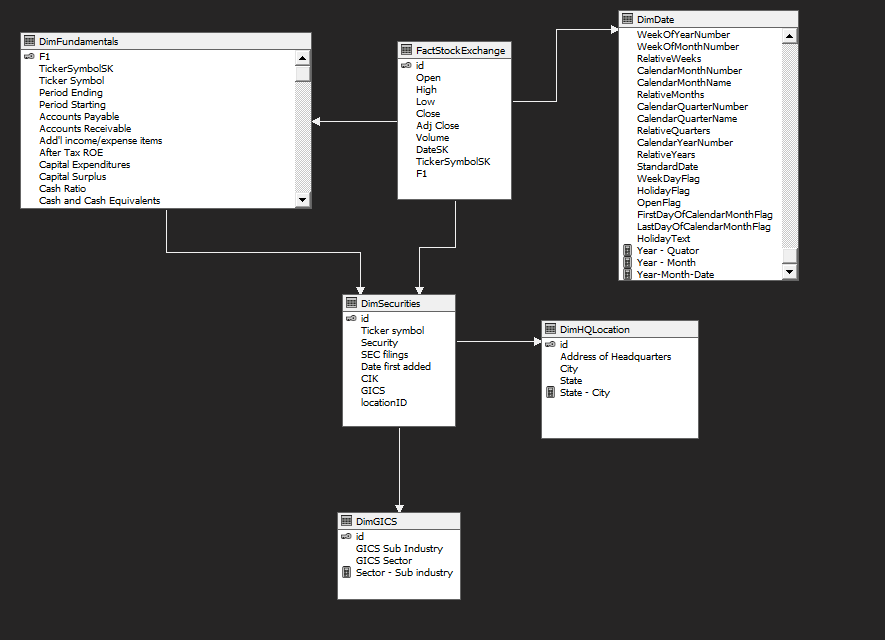 DimFundamentals
F1
TickerSymbolSK
Ticker Symbol
Period Ending
Period Starting
Accounts Payable
Accounts Receivable
Add'l income/expense items
After Tax ROE
Capital Expenditures
Capital Surplus
Cash Ratio
Cash and Cash Equivalents
FactStockExchange
id
Open
High
Low
Close
Adj Close
Volume
DateSK
TickerSymbolSK
F1
DimDate
WeekOfYearNumber
WeekOfMonthNumber
RelativeWeeks
CalendarMonthNumber
CalendarMonthName
RelativeMonths
CalendarQuarterNumber
CalendarQuarterName
RelativeQuarters
CalendarYearNumber
RelativeYears
StandardDate
WeekDayFlag
HolidayFlag
OpenFlag
FirstDayOfCalendarMonthFlag
LastDayOfCalendarMonthFlag
HolidayText
Year - Quator
Year - Month
Year-Month-Date
DimSecurities
id
Ticker symbol
Security
SEC filings
Date first added
CIK
GICS
locationID
DimHQLocation
id
Address of Headquarters
City
State
State - City
DimGICS
id
GICS Sub Industry
GICS Sector
Sector - Sub industry